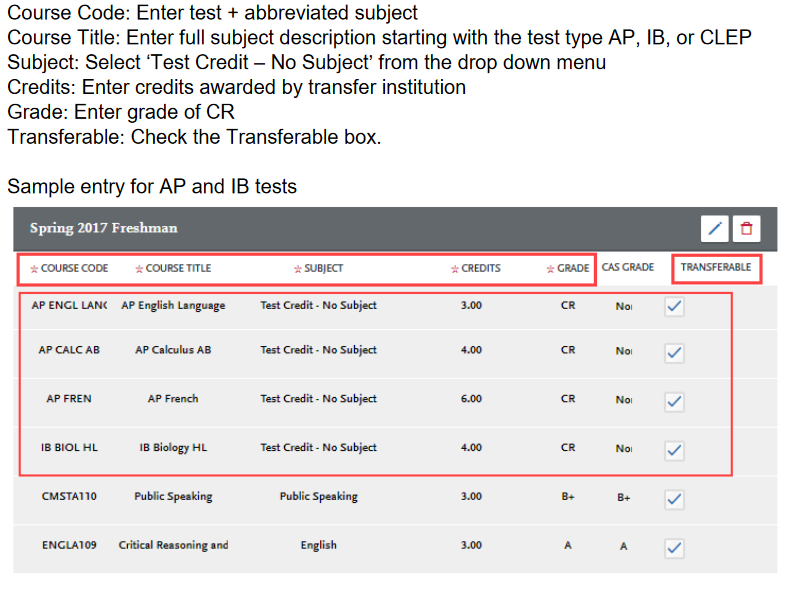 Course Code: Enter test + abbreviated subject
Course Title: Enter full subject description starting with the test type AP, IB, or CLEP
Subject: Select ‘Test Credit – No Subject’ from the drop down menu
Credits: Enter credits awarded by transfer institution
Grade: Enter grade of CR
Transferable: Check the Transferable box.
Sample entry for AP and IB tests
Spring 2017 Freshman
COURSE CODE COURSE TITLE SUBJECT CREDITS GRADE CAS GRADE TRANSFERABLE
AP ENGL LANG AP English Language Test Credit - No Subject 3.00 CR Noi
AP CALC AB AP Calculus AB Test Credit - No Subject 4.00 CR Noi
AP FREN AP French Test Credit - No Subject 6.00 CR Noi
IB BIOL HL IB Biology HL Test Credit - No Subject 4.00 CR Noi
CMSTA110 Public Speaking Public Speaking 3.00 B+ B+
ENGLA109 Critical Reasoning and English 3.00 A A